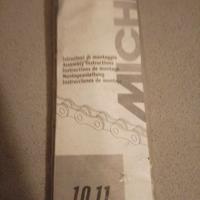 Istruzioni di montaggio
Assembly instructions
Instructions de montage
Montageanleitung
Instrucciones de montaje
MICH
10 11